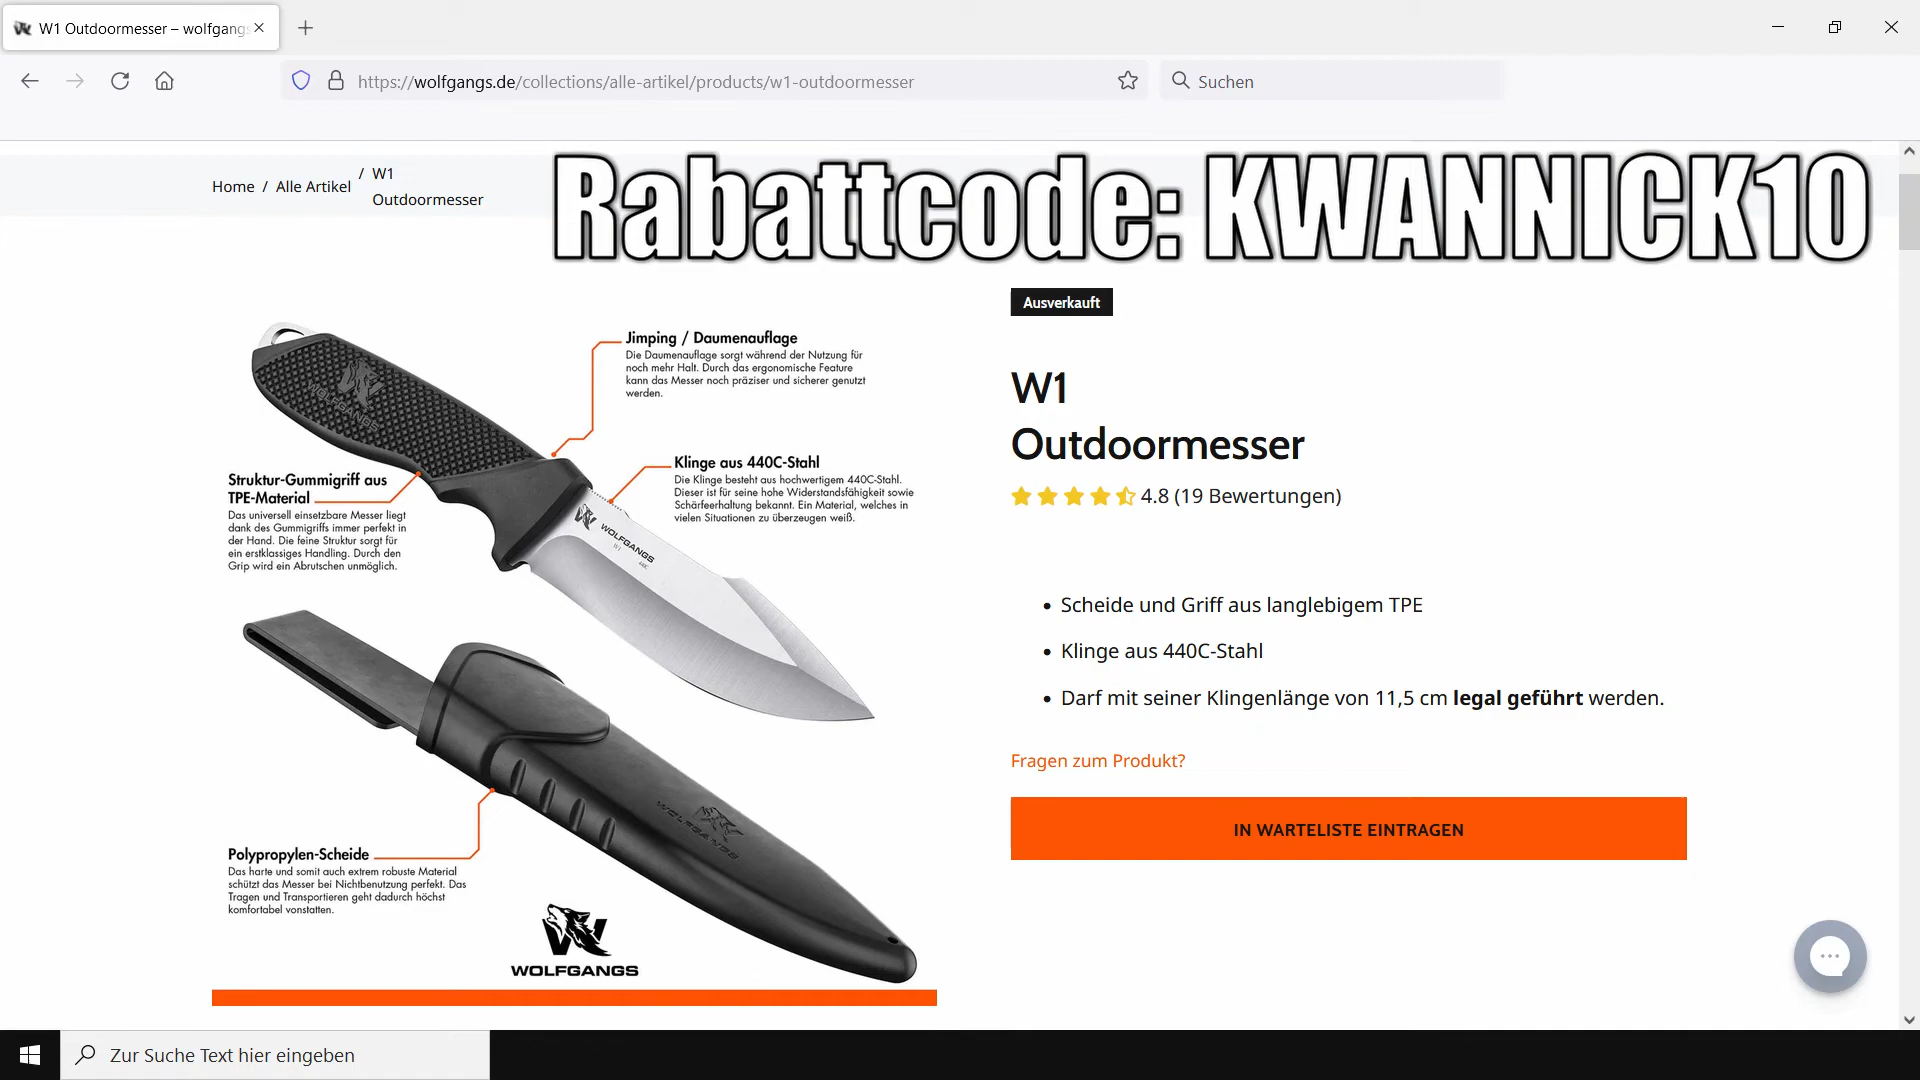 W1 Outdoormesser – wolfgangs
https://wolfgangs.de/collections/alle-artikel/products/w1-outdoormesser
Suchen
Home / Alle Artikel / W1
Outdoormesser
Rabattcode: KWANNICK10
Jimping / Daumenauflage
Die Daumenauflage sorgt während der Nutzung für
noch mehr Halt. Durch das ergonomische Feature
kann das Messer noch präziser und sicherer genutzt
werden.
Klinge aus 440C-Stahl
Die Klinge besteht aus hochwertigem 440C-Stahl.
Dieser ist für seine hohe Widerstandsfähigkeit sowie
Schärfeerhaltung bekannt. Ein Material, welches in
vielen Situationen zu überzeugen weiß.
WOLFGANGS
Struktur-Gummigriff aus
TPE-Material
Das universell einsetzbare Messer liegt
dank des Gummigriffs immer perfekt in
der Hand. Die feine Struktur sorgt für
ein erstklassiges Handling. Durch den
Grip wird ein Abrutschen unmöglich.
WOLFGANGS
W1
440C
WOLFGANGS
Polypropylen-Scheide
Das harte und somit auch extrem robuste Material
schützt das Messer bei Nichtbenutzung perfekt. Das
Tragen und Transportieren geht dadurch höchst
komfortabel vonstatten.
WOLFGANGS
Ausverkauft
W1
Outdoormesser
4.8 (19 Bewertungen)
Scheide und Griff aus langlebigem TPE
Klinge aus 440C-Stahl
Darf mit seiner Klingenlänge von 11,5 cm legal geführt werden.
Fragen zum Produkt?
IN WARTELISTE EINTRAGEN
Zur Suche Text hier eingeben